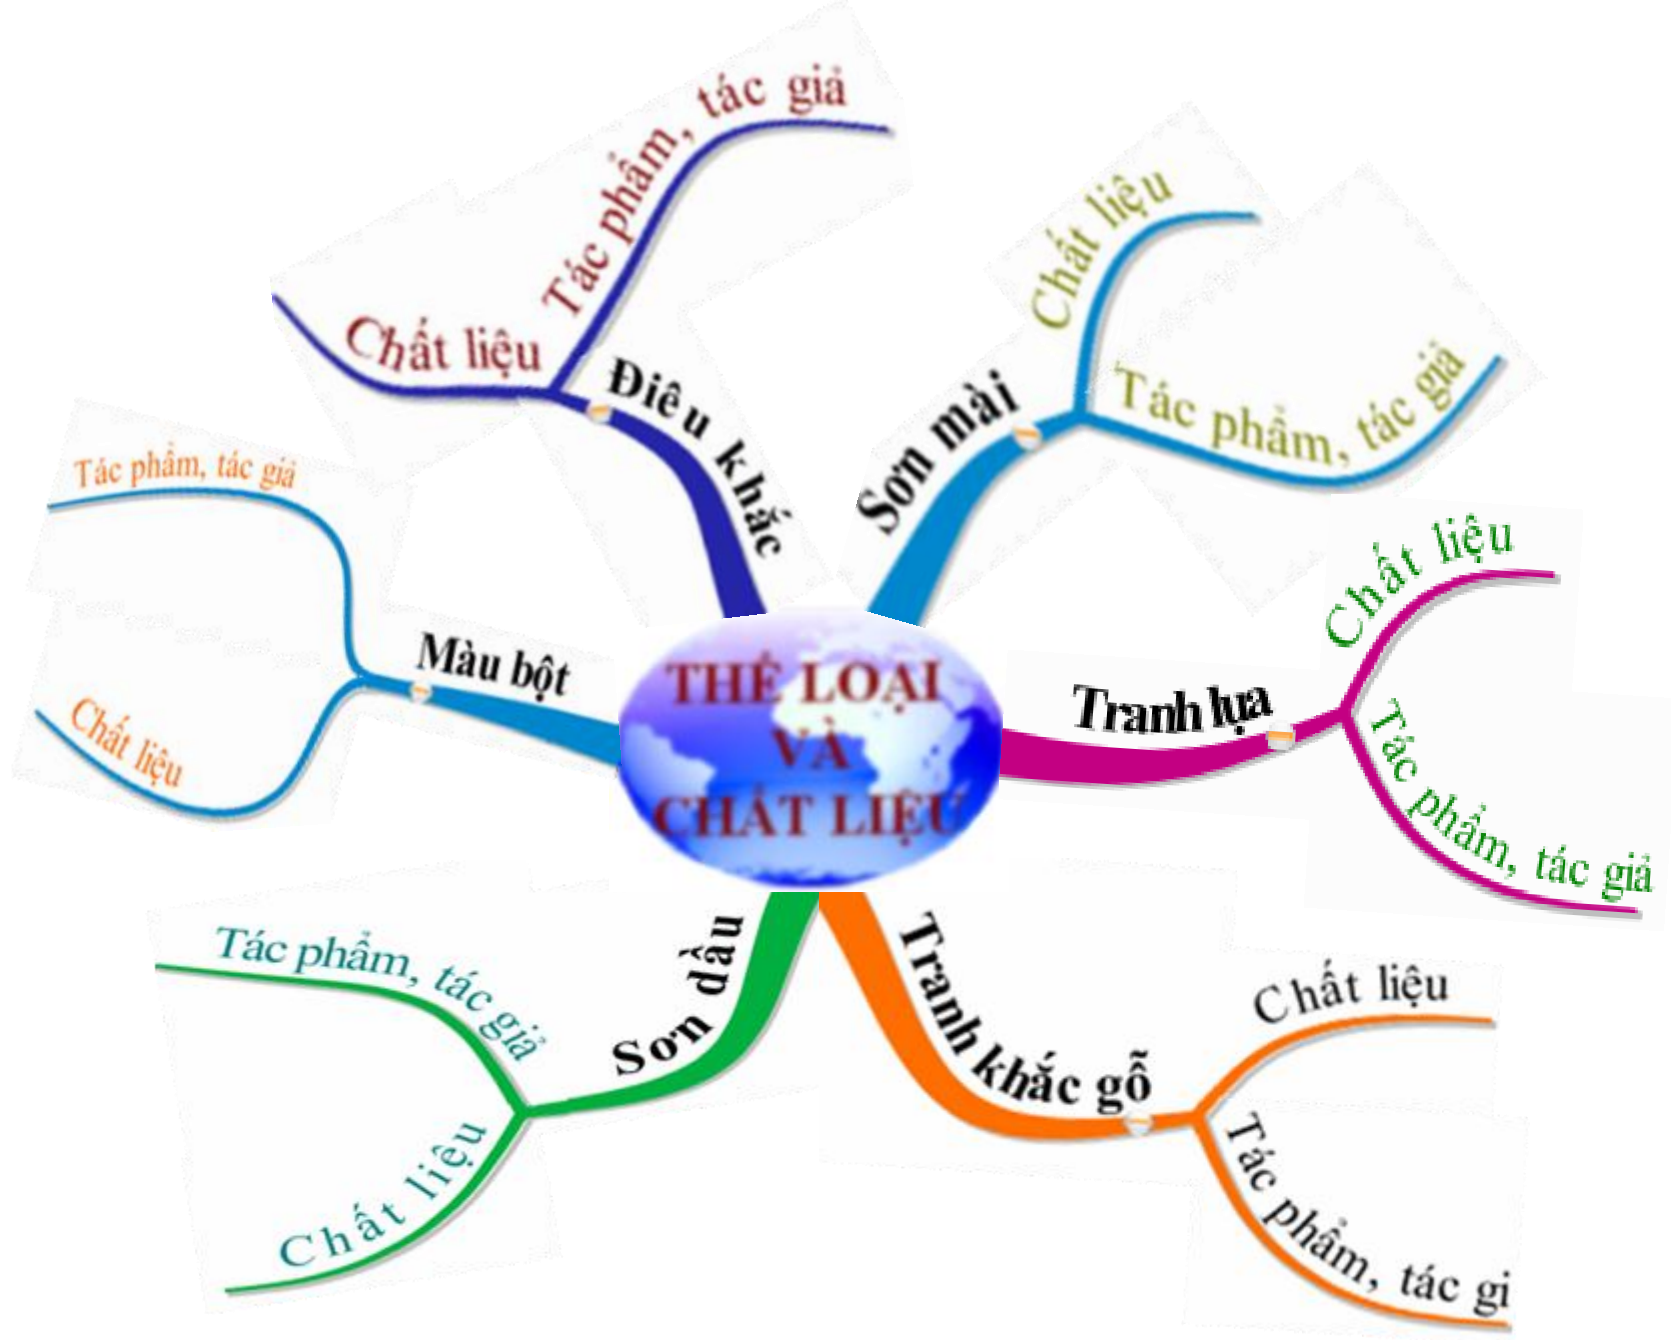 THỂ LOẠI
VÀ
CHẤT LIỆU
Điêu khắc
Tác phẩm, tác giả
Chất liệu
Sơn mài
Chất liệu
Tác phẩm, tác giả
Tranh lụa
Chất liệu
Tác phẩm, tác giả
Tranh khắc gỗ
Chất liệu
Tác phẩm, tác gi
Sơn dầu
Tác phẩm, tác giả
Chất liệu
Màu bột
Tác phẩm, tác giả
Chất liệu